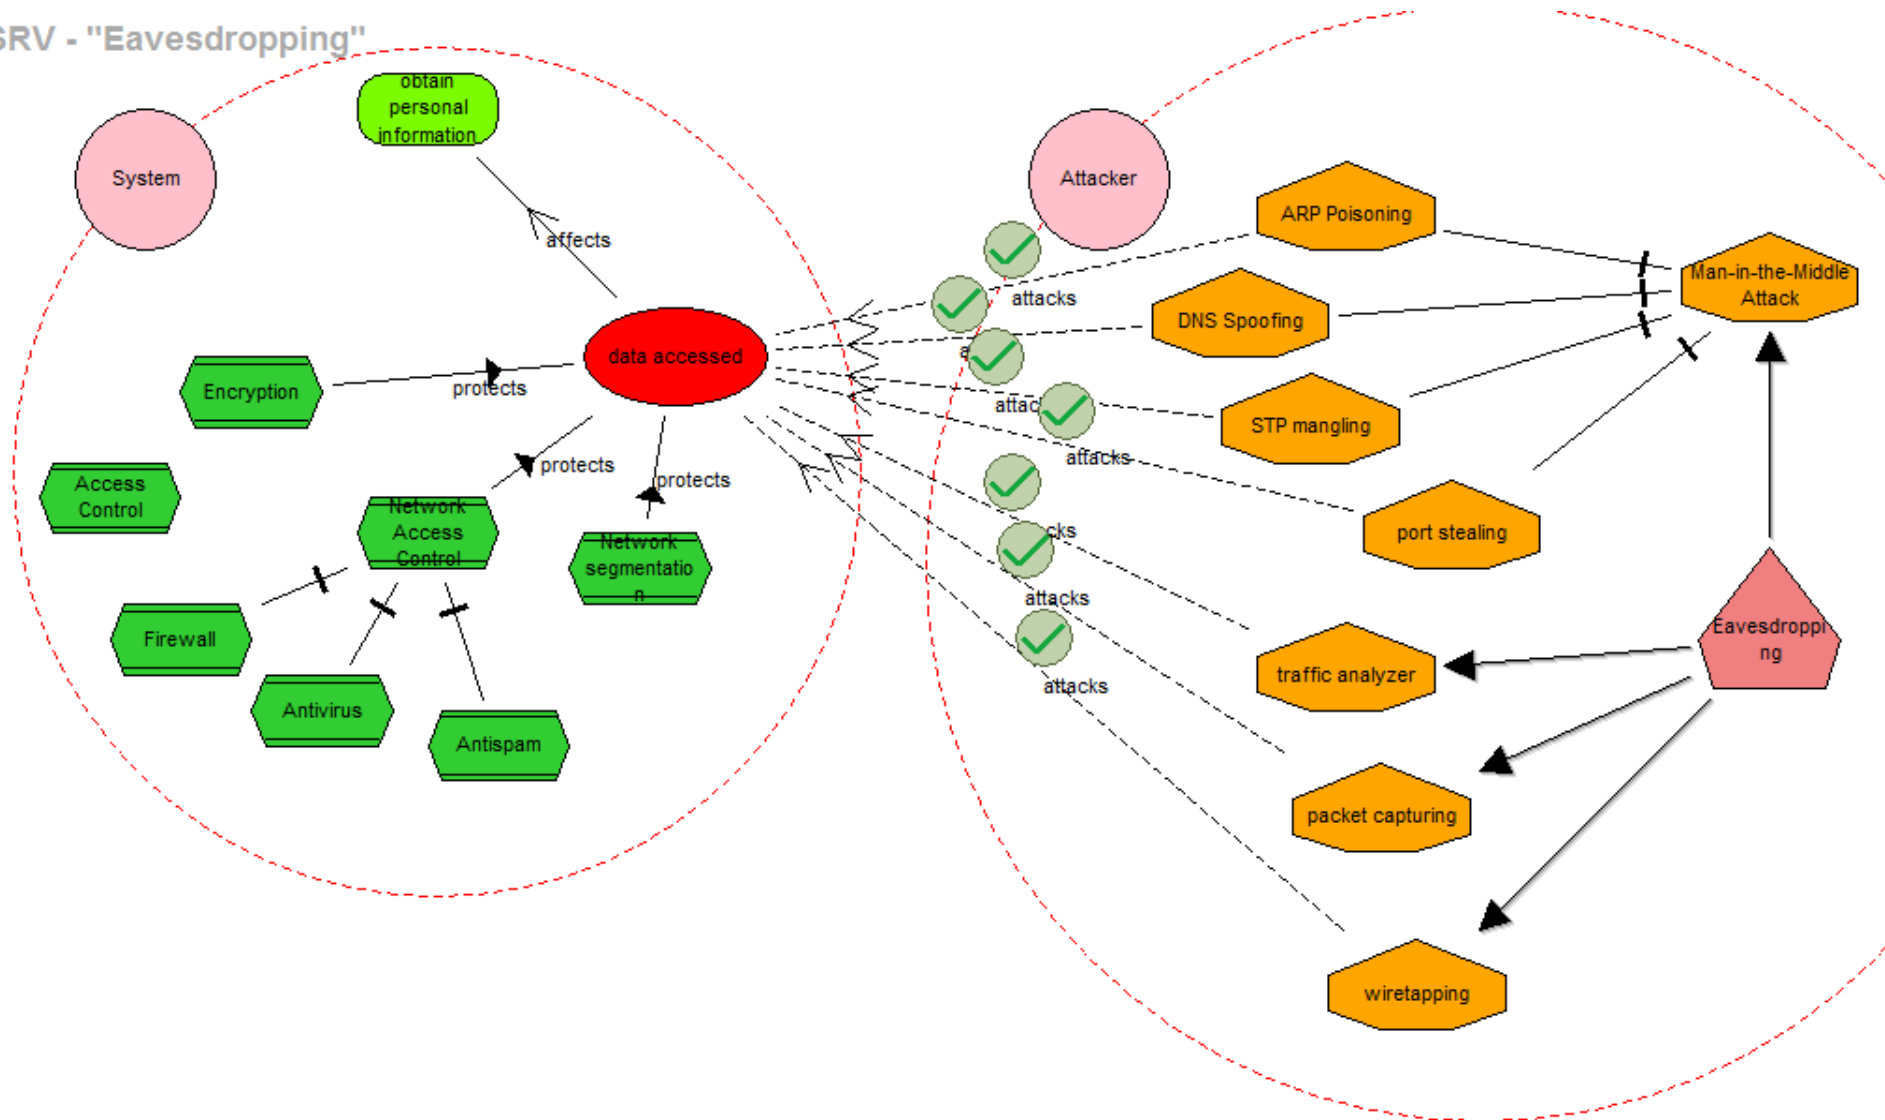 SRV - "Eavesdropping"
obtain
personal
information
System
Attacker
ARP Poisoning
affects
attacks
Man-in-the-Middle
Attack
DNS Spoofing
data accessed
Encryption
protects
attac
STP mangling
attacks
protects
Access
Control
protects
Network
Access
Control
port stealing
cks
Network
segmentatio
n
attacks
Firewall
Eavesdroppi
ng
traffic analyzer
attacks
Antivirus
Antispam
packet capturing
wiretapping